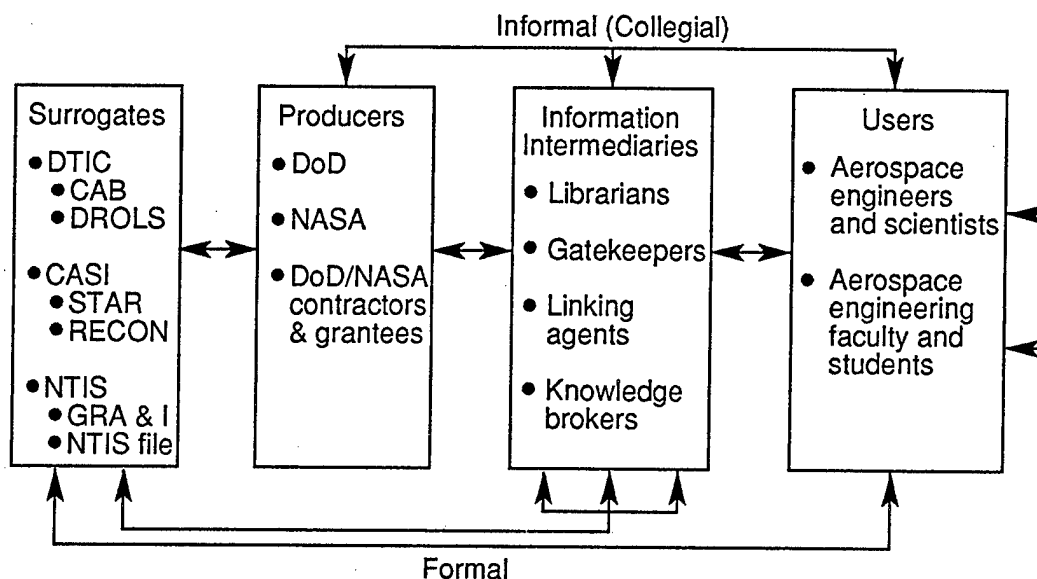 Informal (Collegial)
Surrogates
● DTIC
● CAB
● DROLS
● CASI
● STAR
● RECON
● NTIS
● GRA & I
● NTIS file
Producers
● DoD
● NASA
● DoD/NASA
contractors
& grantees
Information
Intermediaries
● Librarians
● Gatekeepers
● Linking
agents
● Knowledge
brokers
Users
● Aerospace
engineers
and scientists
● Aerospace
engineering
faculty and
students
Formal